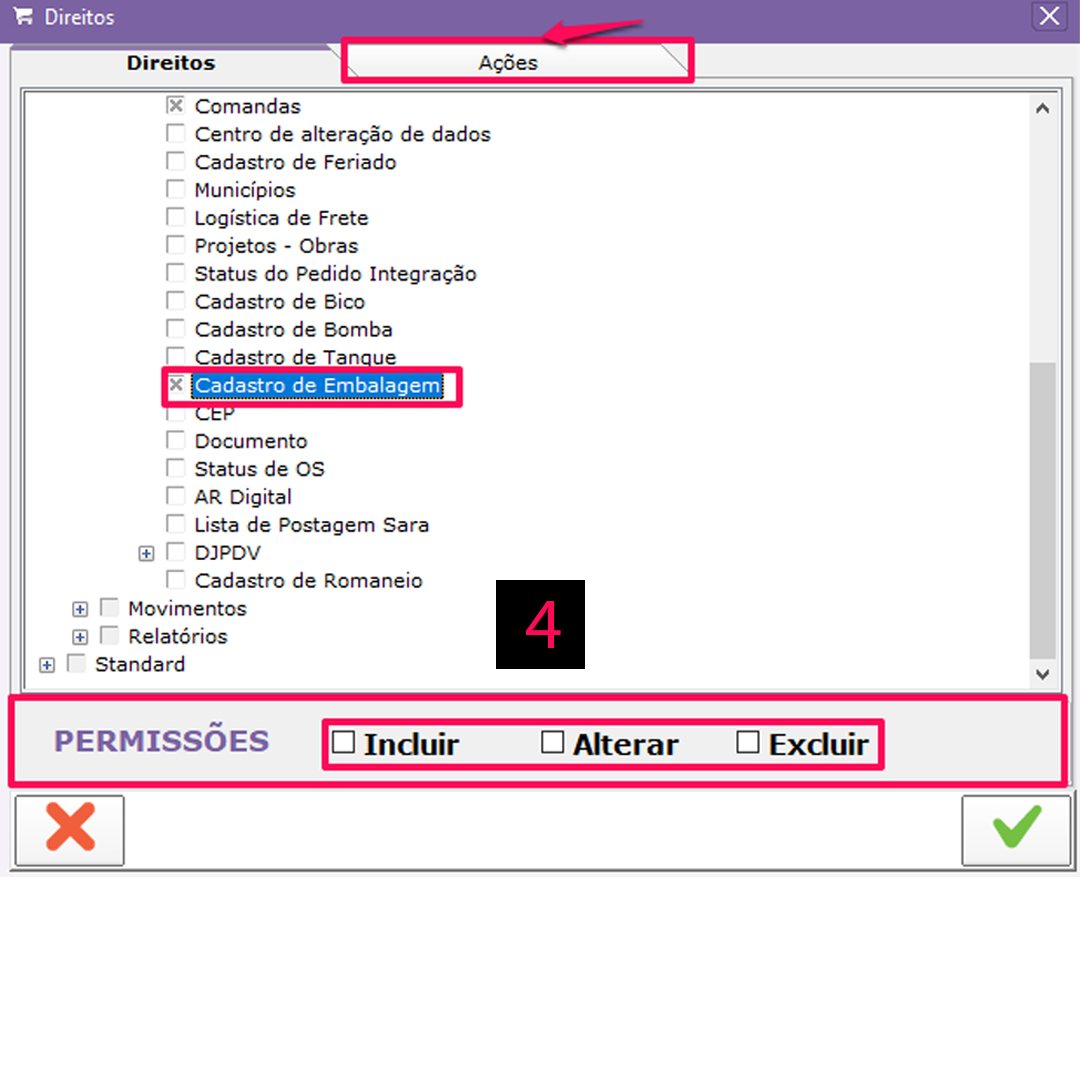 Direitos
Direitos
Ações
Comandas
Centro de alteração de dados
Cadastro de Feriado
Municípios
Logística de Frete
Projetos - Obras
Status do Pedido Integração
Cadastro de Bico
Cadastro de Bomba
Cadastro de Tanque
Cadastro de Embalagem
CEP
Documento
Status de OS
AR Digital
Lista de Postagem Sara
DJPDV
Cadastro de Romaneio
Movimentos
Relatórios
Standard
4
PERMISSÕES
Incluir
Alterar
Excluir